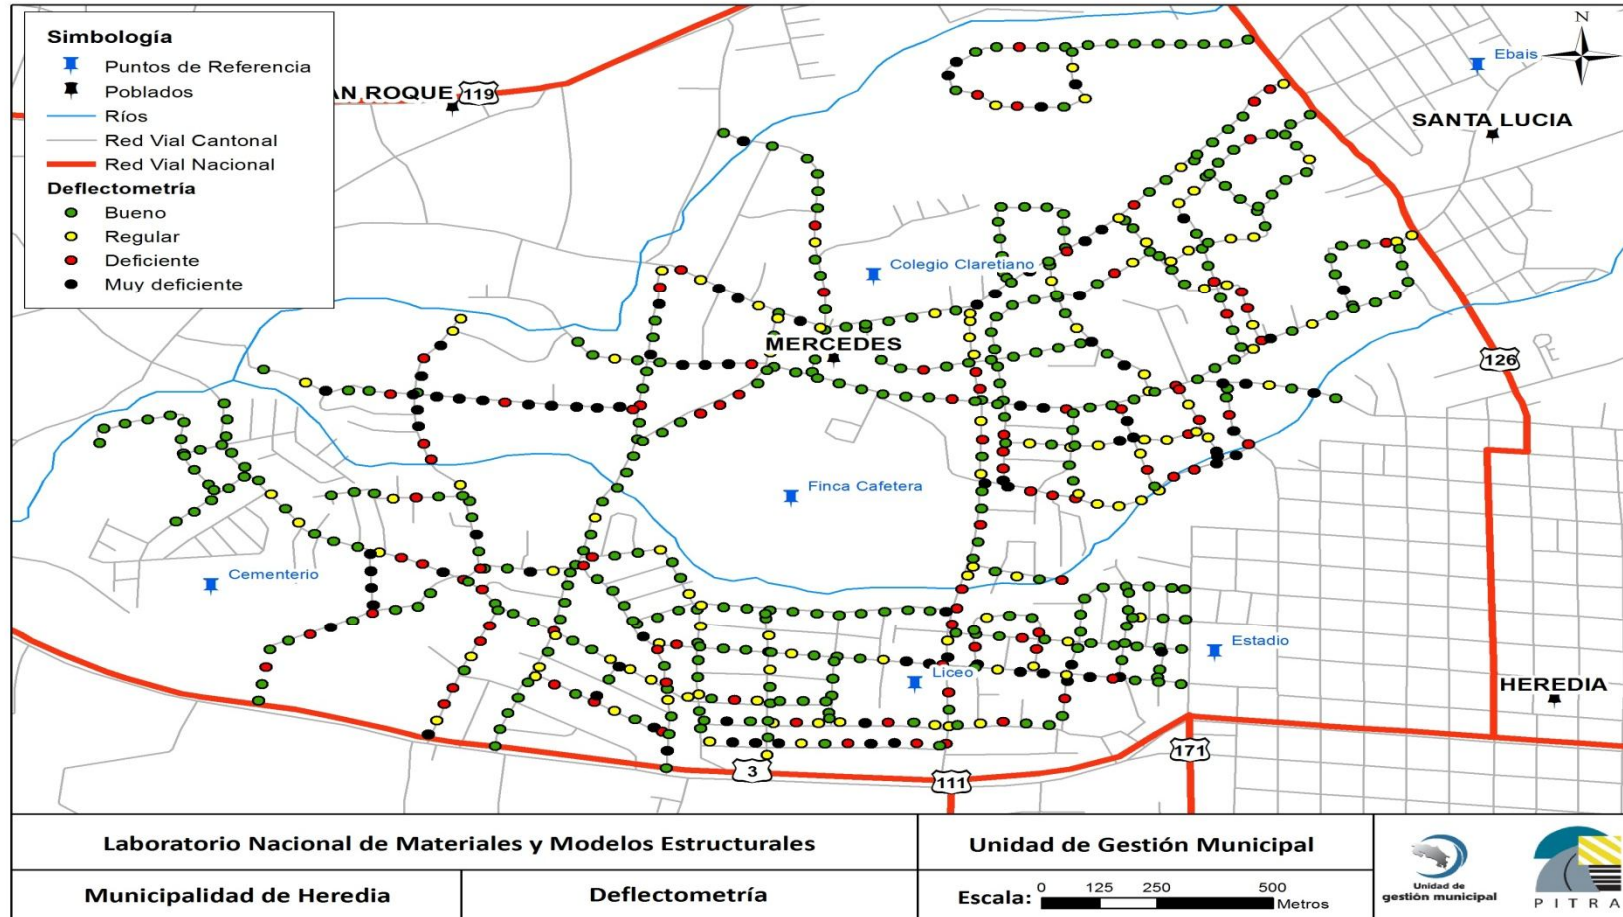 Simbología
Puntos de Referencia
Poblados
Ríos
Red Vial Cantonal
Red Vial Nacional
Deflectometría
Bueno
Regular
Deficiente
Muy deficiente
AN ROQUE
119
N
Ebais
SANTA LUCIA
Colegio Claretiano
MERCEDES
126
Finca Cafetera
Cementerio
Estadio
Liceo
HEREDIA
3
111
171
Laboratorio Nacional de Materiales y Modelos Estructurales
Unidad de Gestión Municipal
Municipalidad de Heredia
Deflectometría
Escala: 0 125 250 500 Metros
Unidad de
gestión municipal
PITRA